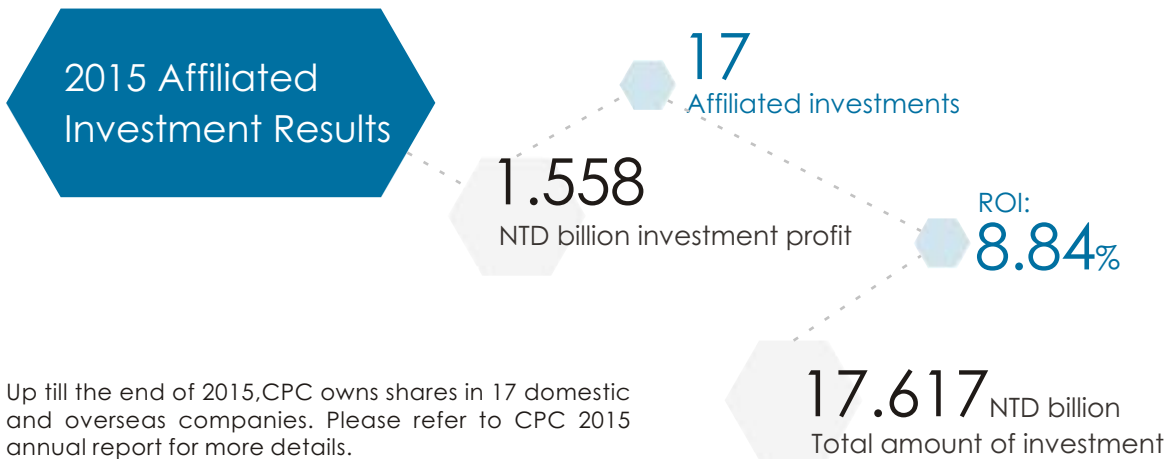 2015 Affiliated
Investment Results
17
Affiliated investments
1.558
NTD billion investment profit
ROI:
8.84%
17.617 NTD billion
Total amount of investment
Up till the end of 2015,CPC owns shares in 17 domestic
and overseas companies. Please refer to CPC 2015
annual report for more details.